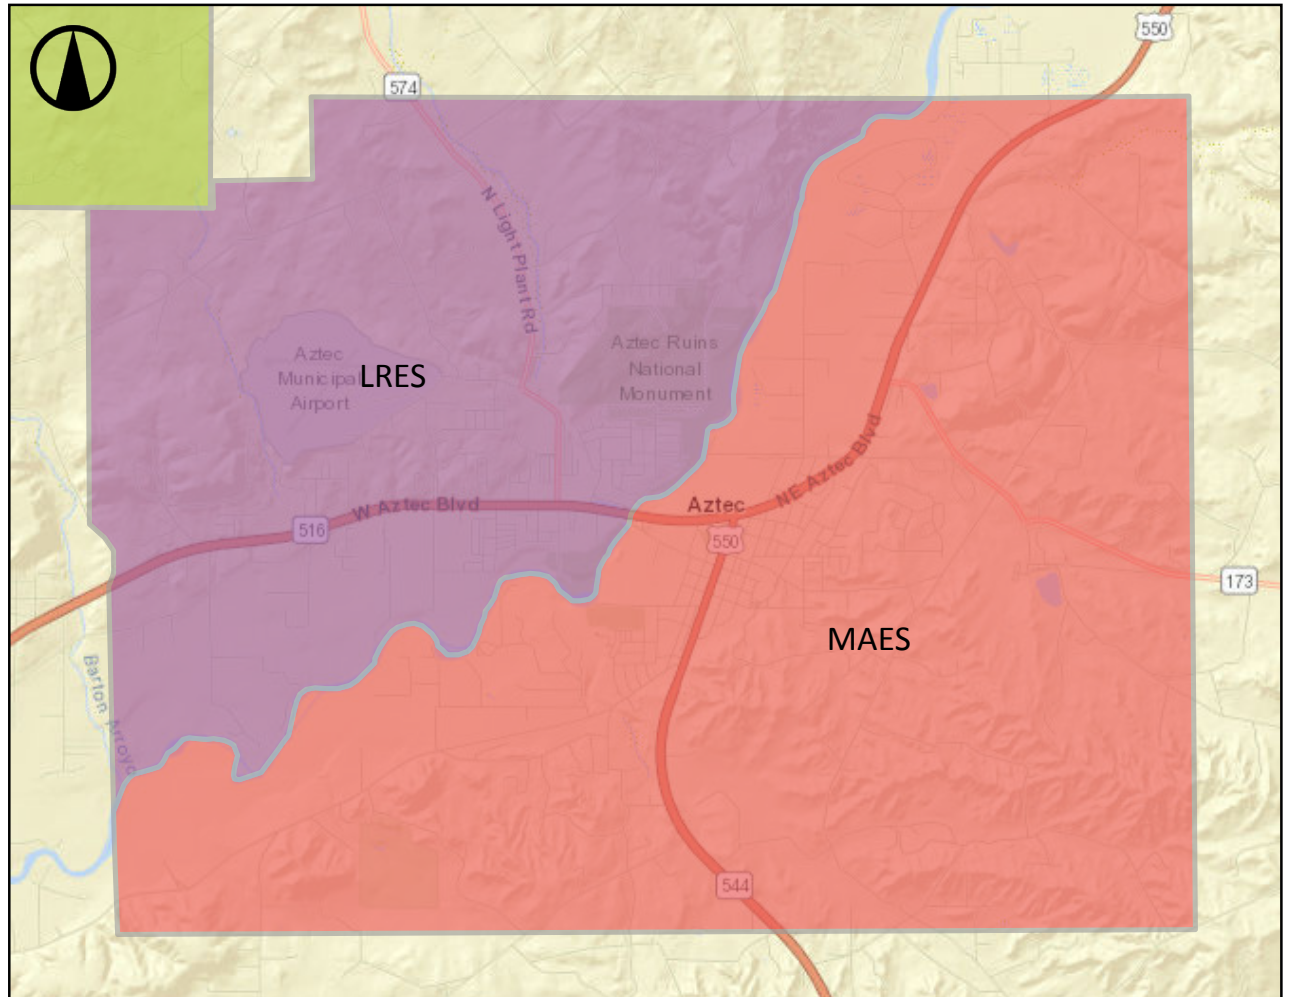 550
574
N Light Plant Rd
Aztec Ruins
National
Monument
Aztec
Municipal
Airport
LRES
NE Aztec Blvd
W Aztec Blvd
Aztec
516
550
173
MAES
Barton Arroyo
544